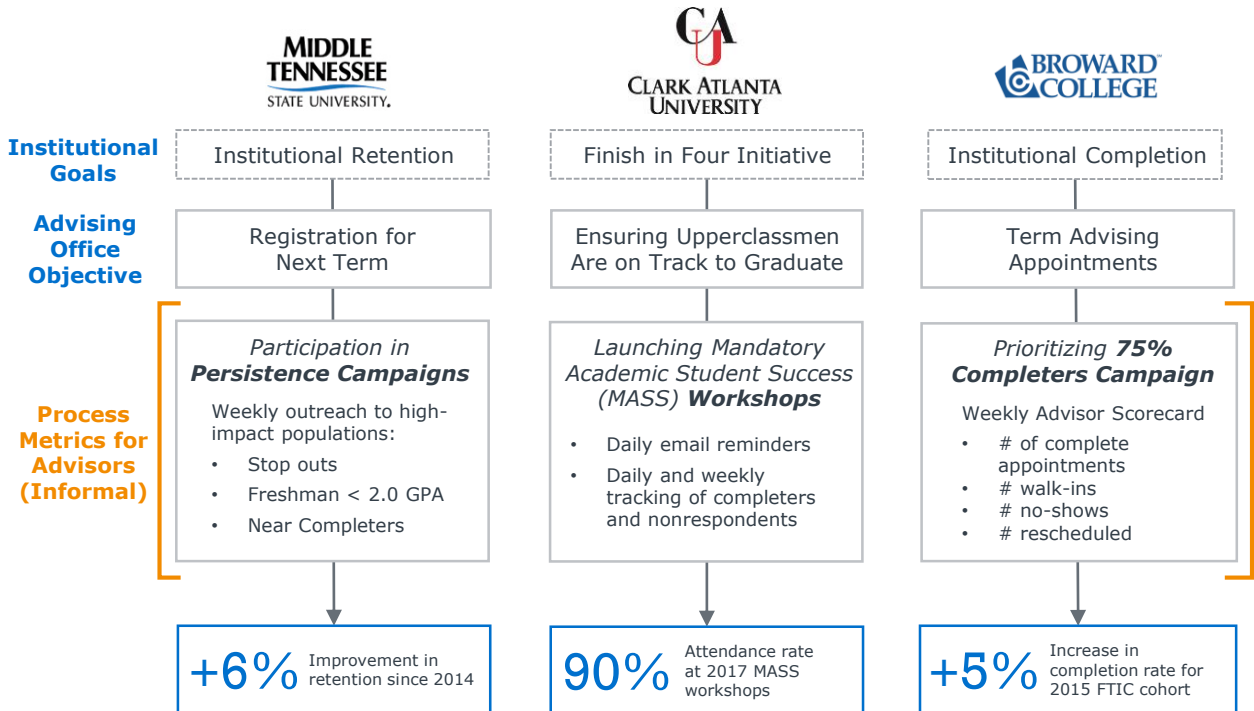 MIDDLE
TENNESSEE
STATE UNIVERSITY.
CAU
CLARK ATLANTA
UNIVERSITY
BROWARD™
COLLEGE
Institutional
Goals
Institutional Retention
Finish in Four Initiative
Institutional Completion
Advising
Office
Objective
Registration for
Next Term
Ensuring Upperclassmen
Are on Track to Graduate
Term Advising
Appointments
Process
Metrics for
Advisors
(Informal)
Participation in
Persistence Campaigns
Weekly outreach to high-
impact populations:
• Stop outs
• Freshman < 2.0 GPA
• Near Completers
Launching Mandatory
Academic Student Success
(MASS) Workshops
• Daily email reminders
• Daily and weekly
tracking of completers
and nonrespondents
Prioritizing 75%
Completers Campaign
Weekly Advisor Scorecard
• # of complete
appointments
• # walk-ins
• # no-shows
• # rescheduled
+6%
Improvement in
retention since 2014
90%
Attendance rate
at 2017 MASS
workshops
+5%
Increase in
completion rate for
2015 FTIC cohort